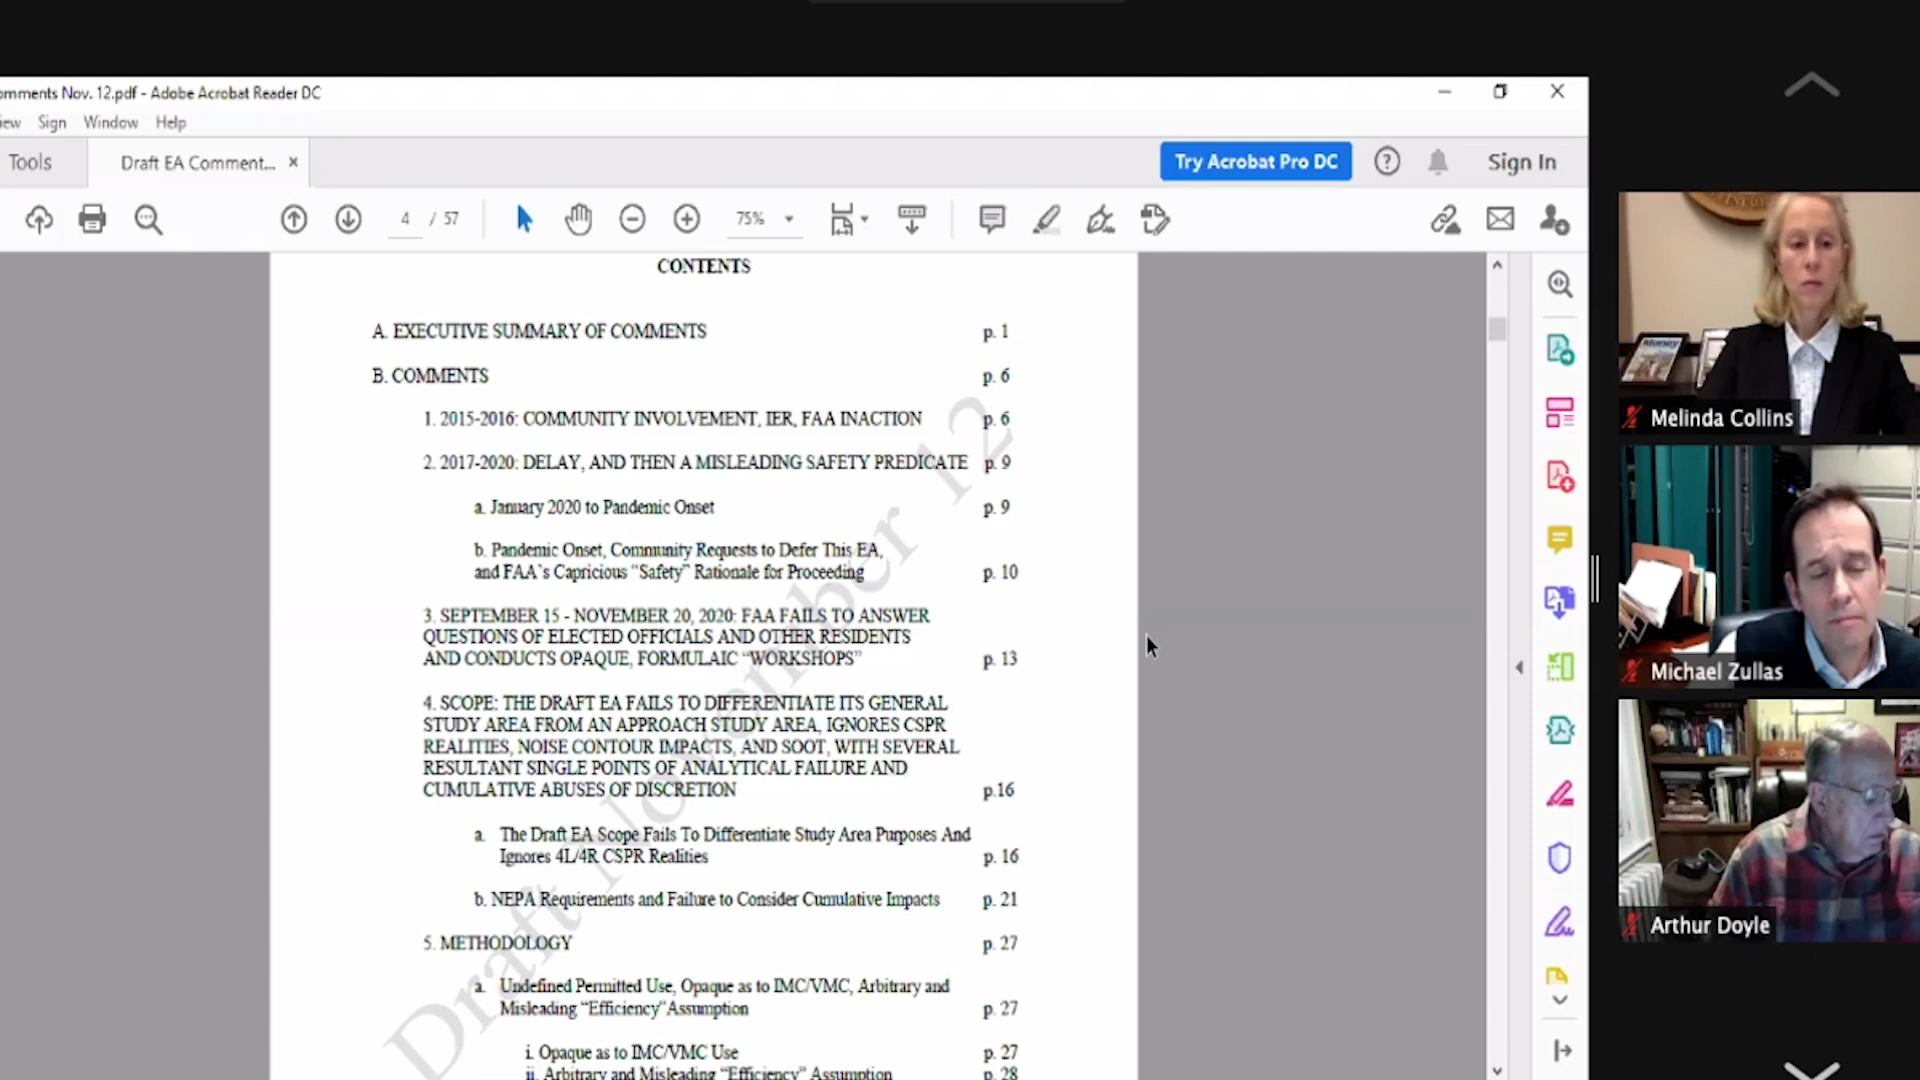 omments Nov. 12.pdf - Adobe Acrobat Reader DC
iew Sign Window Help
Tools
Draft EA Comment... ×
Try Acrobat Pro DC
Sign In
4 / 57
75%
CONTENTS
A. EXECUTIVE SUMMARY OF COMMENTS p. 1
B. COMMENTS p. 6
1. 2015-2016: COMMUNITY INVOLVEMENT, IER, FAA INACTION p. 6
2. 2017-2020: DELAY, AND THEN A MISLEADING SAFETY PREDICATE p. 9
a. January 2020 to Pandemic Onset p. 9
b. Pandemic Onset, Community Requests to Defer This EA,
and FAA's Capricious "Safety" Rationale for Proceeding p. 10
3. SEPTEMBER 15 - NOVEMBER 20, 2020: FAA FAILS TO ANSWER
QUESTIONS OF ELECTED OFFICIALS AND OTHER RESIDENTS
AND CONDUCTS OPAQUE, FORMULAIC "WORKSHOPS" p. 13
4. SCOPE: THE DRAFT EA FAILS TO DIFFERENTIATE ITS GENERAL
STUDY AREA FROM AN APPROACH STUDY AREA, IGNORES CSPR
REALITIES, NOISE CONTOUR IMPACTS, AND SOOT, WITH SEVERAL
RESULTANT SINGLE POINTS OF ANALYTICAL FAILURE AND
CUMULATIVE ABUSES OF DISCRETION p.16
a. The Draft EA Scope Fails To Differentiate Study Area Purposes And
Ignores 4L/4R CSPR Realities p. 16
b. NEPA Requirements and Failure to Consider Cumulative Impacts p. 21
5. METHODOLOGY p. 27
a. Undefined Permitted Use, Opaque as to IMC/VMC, Arbitrary and
Misleading "Efficiency"Assumption p. 27
i. Opaque as to IMC/VMC Use p. 27
ii. Arbitrary and Misleading "Efficiency" Assumption p. 28
Draft November 12
Money
Melinda Collins
Michael Zullas
Arthur Doyle